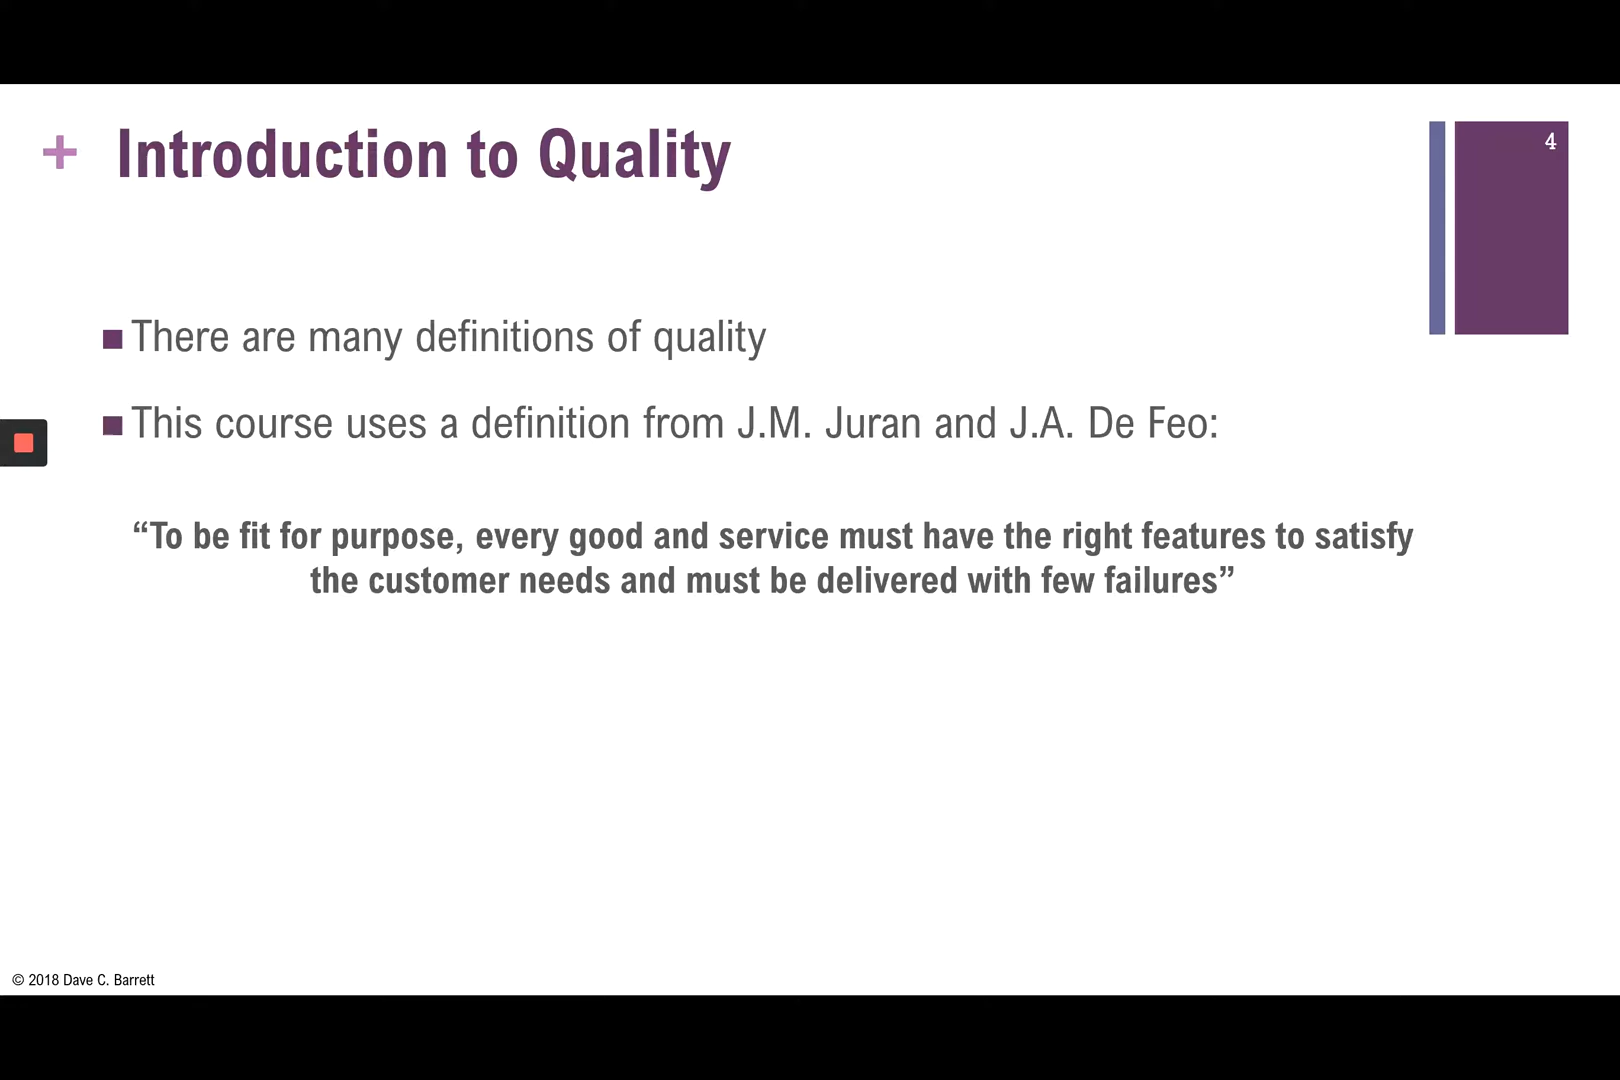 + Introduction to Quality
4
There are many definitions of quality
This course uses a definition from J.M. Juran and J.A. De Feo:
“To be fit for purpose, every good and service must have the right features to satisfy
the customer needs and must be delivered with few failures”
© 2018 Dave C. Barrett